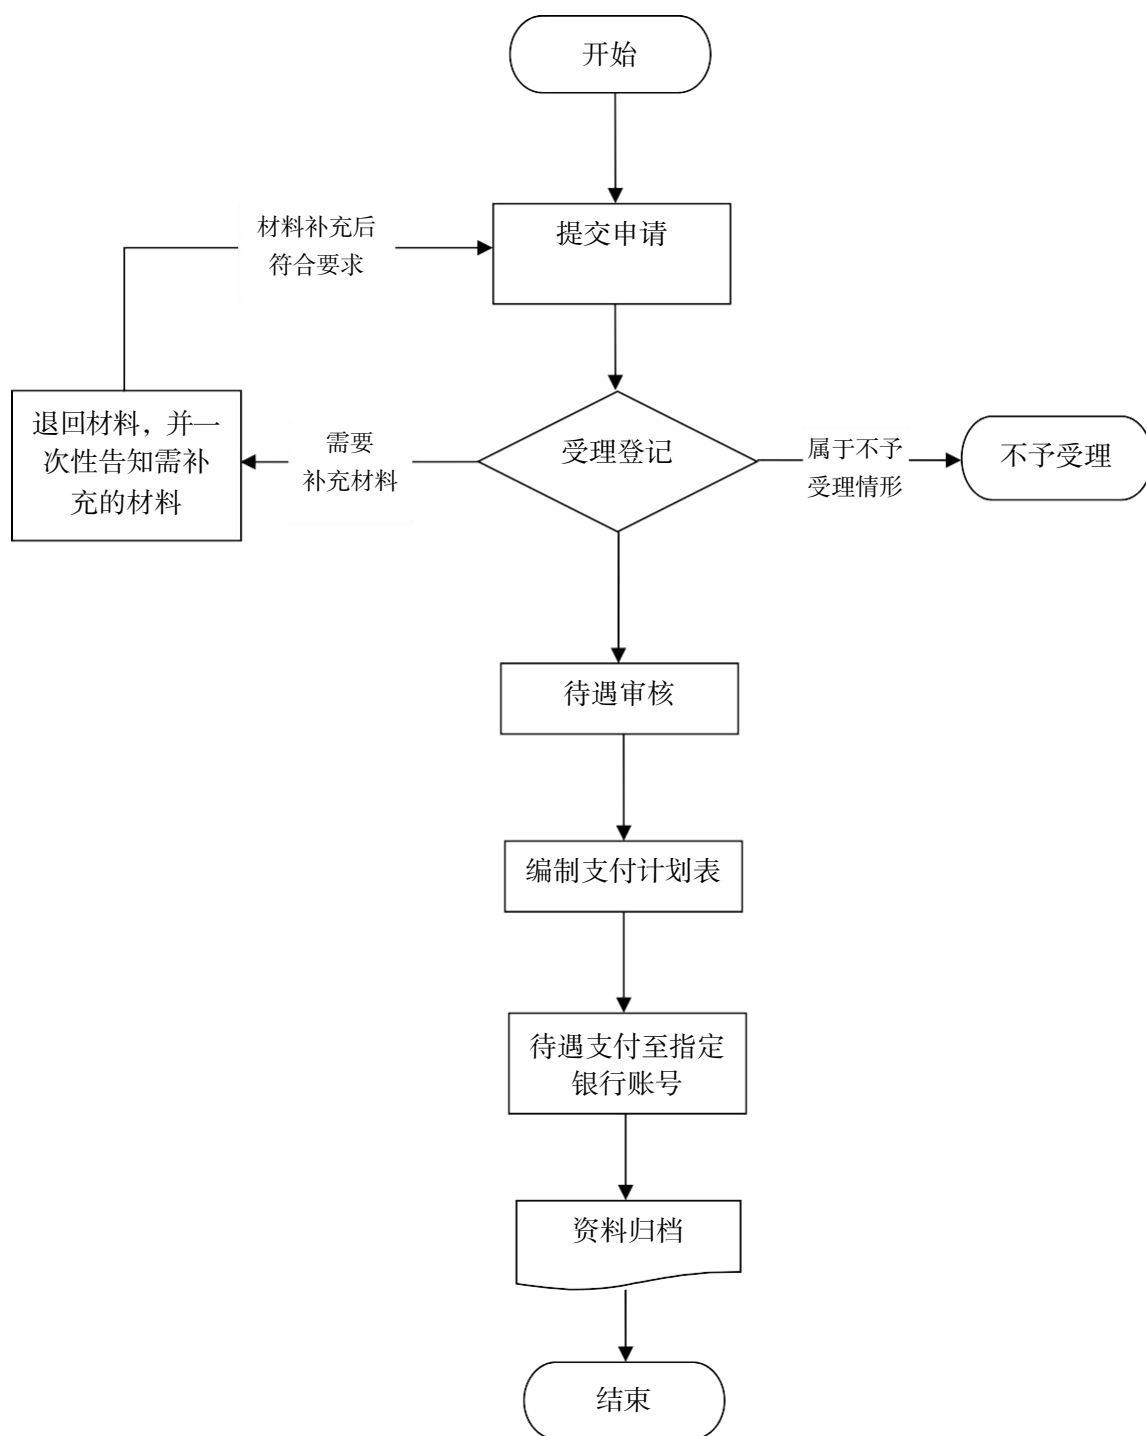 开始
材料补充后
符合要求
提交申请
退回材料，并一
次性告知需补
充的材料
需要
补充材料
受理登记
属于不予
受理情形
不予受理
待遇审核
编制支付计划表
待遇支付至指定
银行账号
资料归档
结束